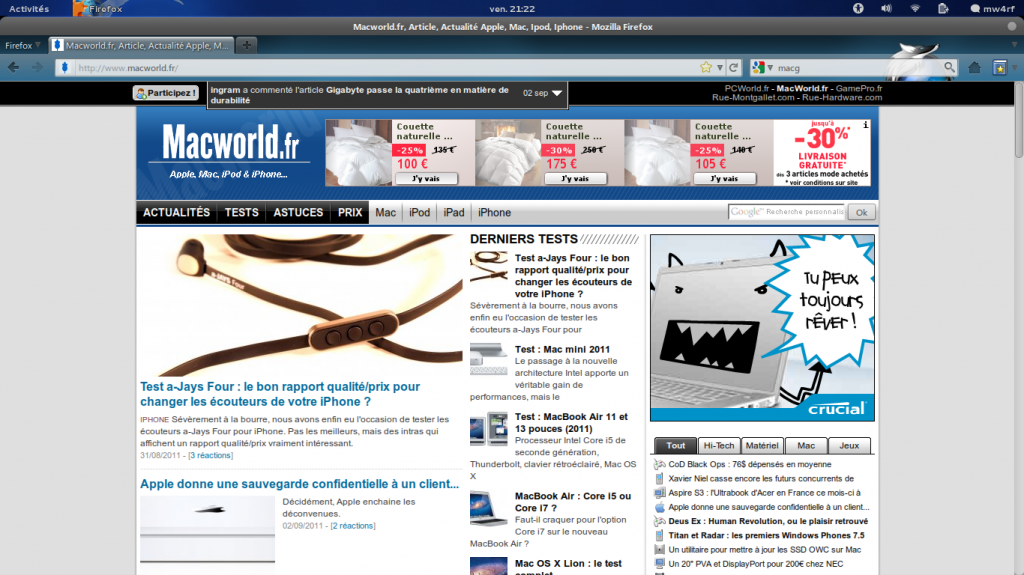 Activités
Firefox
ven. 21:22
mw4rf
Macworld.fr, Article, Actualité Apple, Mac, Ipod, Iphone - Mozilla Firefox
Firefox
Macworld.fr, Article, Actualité Apple, M...
http://www.macworld.fr/
macg
Participez !
ingram a commenté l'article Gigabyte passe la quatrième en matière de
durabilité
02 sep
PCWorld.fr - MacWorld.fr - GamePro.fr
Rue-Montgallet.com - Rue-Hardware.com
Macworld.fr
Apple, Mac, iPod & iPhone...
Couette
naturelle ...
-25% 135 €
100 €
J'y vais
Couette
naturelle ...
-30% 250 €
175 €
J'y vais
Couette
naturelle ...
-25% 140 €
105 €
J'y vais
jusqu'à
-30%*
LIVRAISON
GRATUITE*
dès 3 articles mode achetés
* voir conditions sur site
ACTUALITÉS TESTS ASTUCES PRIX Mac iPod iPad iPhone
Google™ Recherche personnalis
Ok
a-JAYS Four
Test a-Jays Four : le bon rapport qualité/prix pour
changer les écouteurs de votre iPhone ?
IPHONE Sévèrement à la bourre, nous avons enfin eu l'occasion de tester les
écouteurs a-Jays Four pour iPhone. Pas les meilleurs, mais des intras qui
affichent un rapport qualité/prix vraiment intéressant.
31/08/2011 - [3 réactions]
Apple donne une sauvegarde confidentielle à un client...
Décidément, Apple enchaine les
déconvenues.
02/09/2011 - [2 réactions]
DERNIERS TESTS
Test a-Jays Four : le bon
rapport qualité/prix pour
changer les écouteurs de
votre iPhone ?
Sévèrement à la bourre, nous avons
enfin eu l'occasion de tester les
écouteurs a-Jays Four pour
Test : Mac mini 2011
Le passage à la nouvelle
architecture Intel apporte un
véritable gain de
performances, mais le
Test : MacBook Air 11 et
13 pouces (2011)
Processeur Intel Core i5 de
seconde génération,
Thunderbolt, clavier rétroéclairé, Mac OS
X
MacBook Air : Core i5 ou
Core i7 ?
Faut-il craquer pour l'option
Core i7 sur le nouveau
MacBook Air ?
Mac OS X Lion : le test
complet
Tu peux
toujours
rêver !
crucial
Tout Hi-Tech Matériel Mac Jeux
CoD Black Ops : 76$ dépensés en moyenne
Xavier Niel casse encore les futurs concurrents de
Aspire S3 : l'Ultrabook d'Acer en France ce mois-ci à
Apple donne une sauvegarde confidentielle à un client...
Deus Ex : Human Revolution, ou le plaisir retrouvé
Titan et Radar : les premiers Windows Phones 7.5
Un utilitaire pour mettre à jour les SSD OWC sur Mac
Un 20" PVA et DisplayPort pour 200€ chez NEC